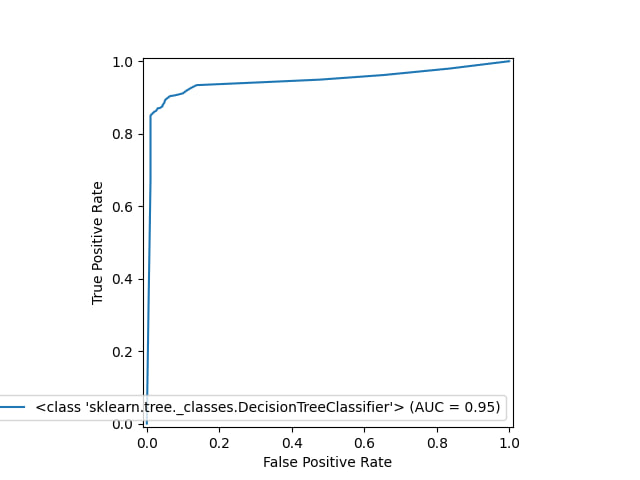 1.0
0.8
0.6
0.4
0.2
0.0
True Positive Rate
<class 'sklearn.tree._classes.DecisionTreeClassifier'> (AUC = 0.95)
0.0 0.2 0.4 0.6 0.8 1.0
False Positive Rate